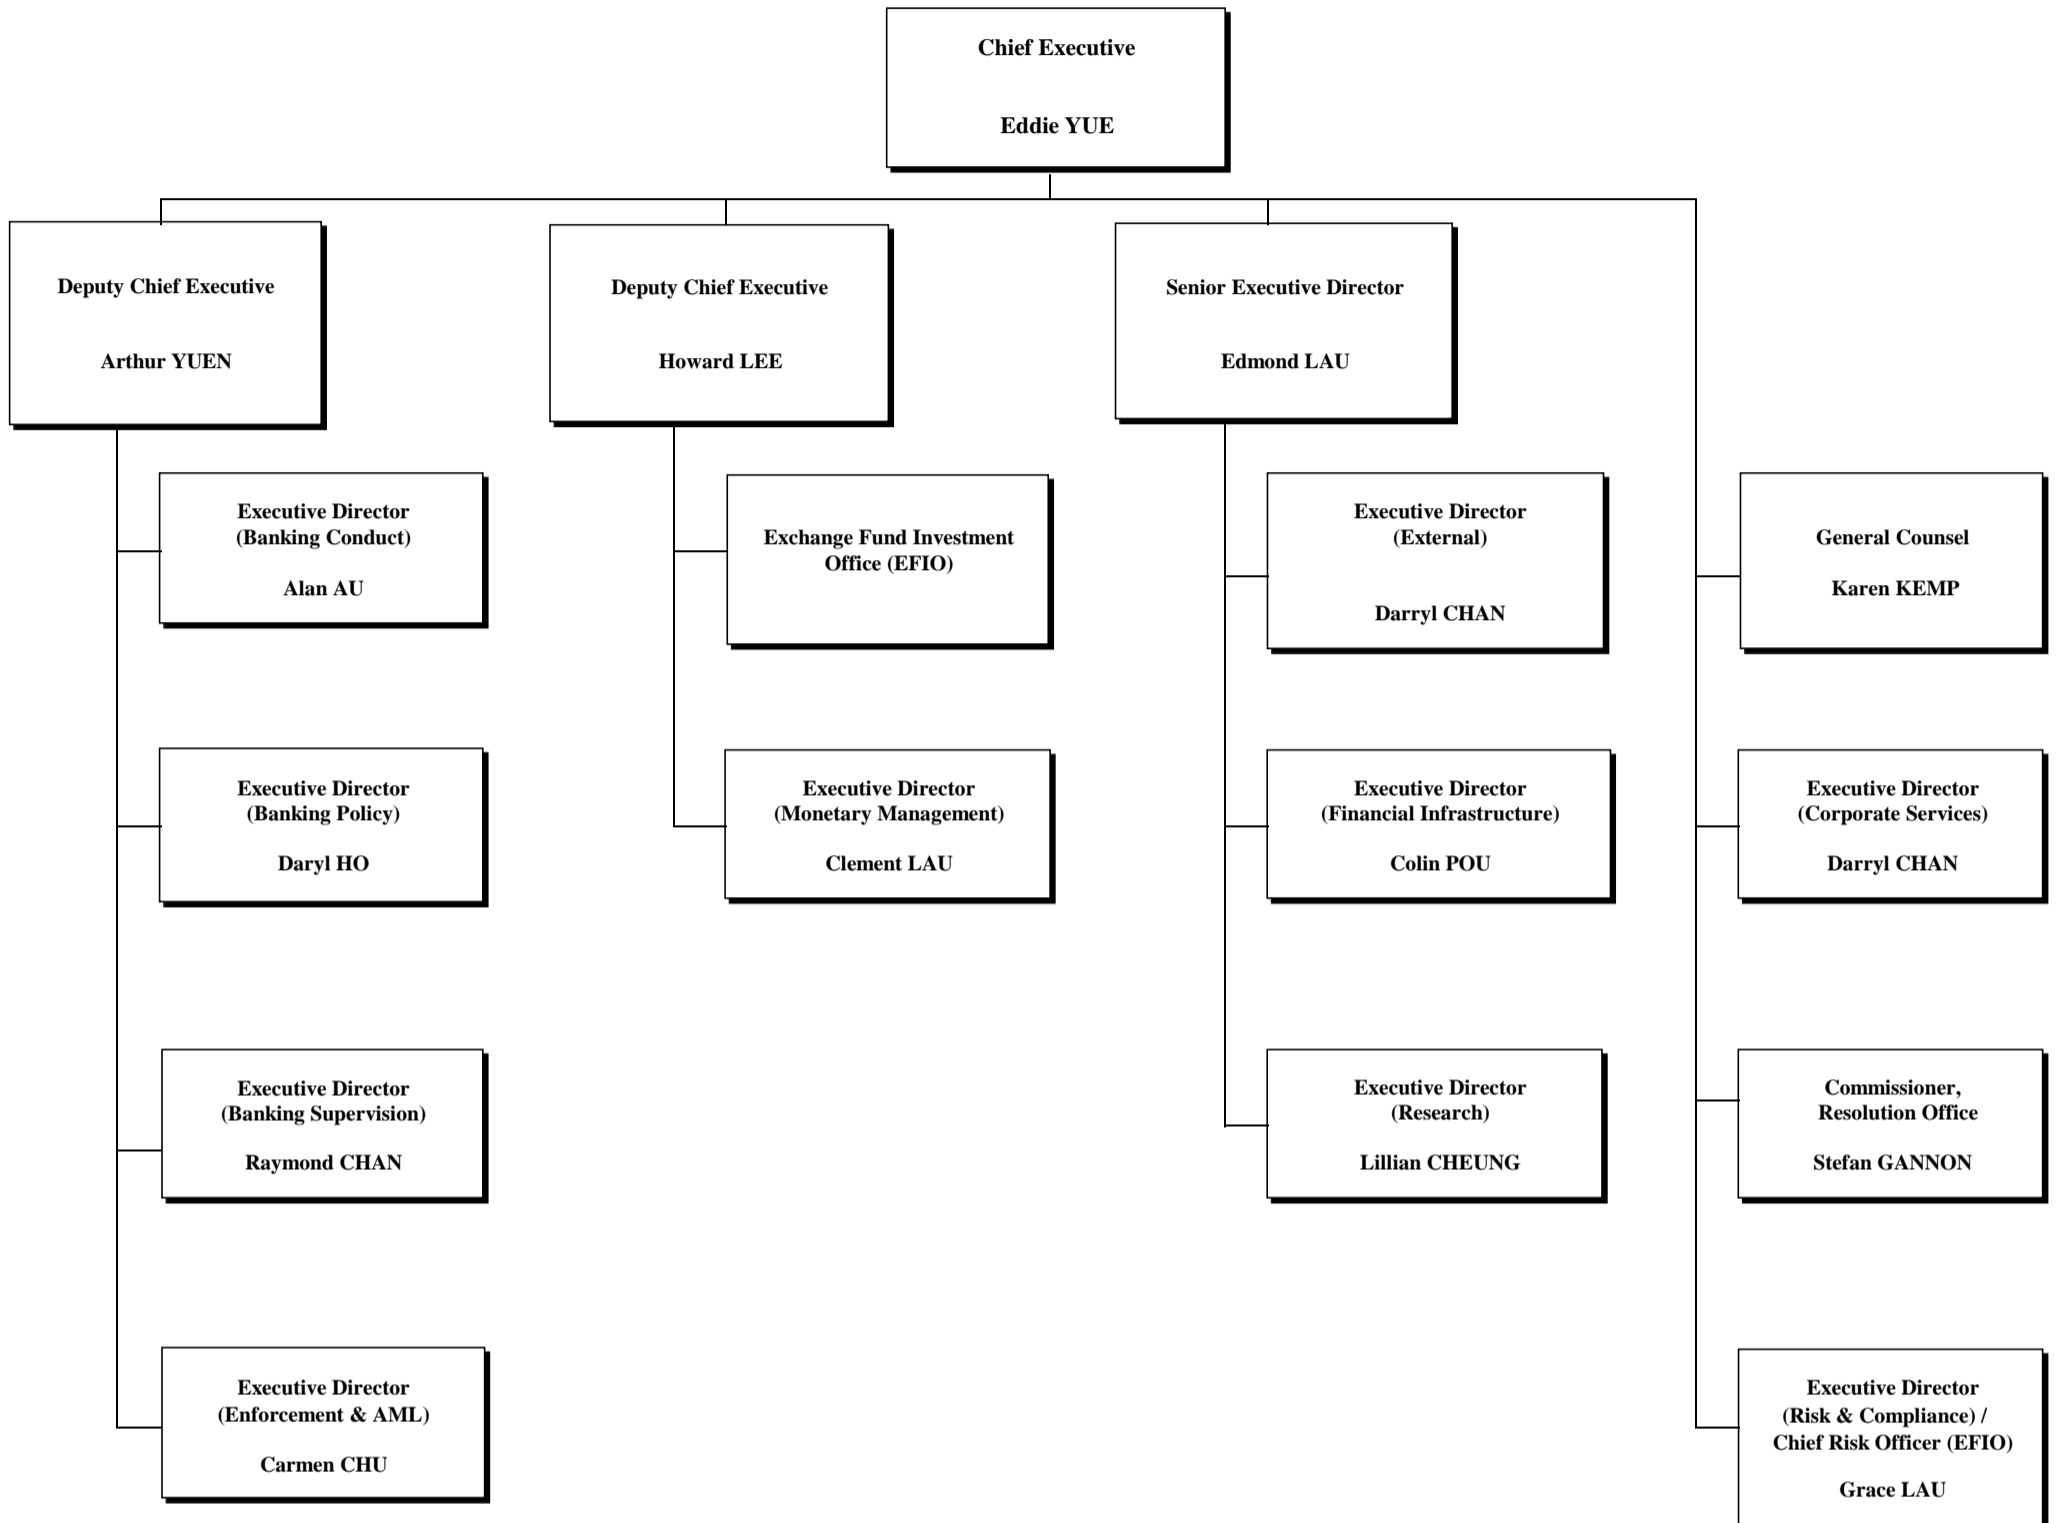 Chief Executive
Eddie YUE
Deputy Chief Executive
Arthur YUEN
Deputy Chief Executive
Howard LEE
Senior Executive Director
Edmond LAU
Executive Director
(Banking Conduct)
Alan AU
Exchange Fund Investment
Office (EFIO)
Executive Director
(External)
Darryl CHAN
General Counsel
Karen KEMP
Executive Director
(Banking Policy)
Daryl HO
Executive Director
(Monetary Management)
Clement LAU
Executive Director
(Financial Infrastructure)
Colin POU
Executive Director
(Corporate Services)
Darryl CHAN
Executive Director
(Banking Supervision)
Raymond CHAN
Executive Director
(Research)
Lillian CHEUNG
Commissioner,
Resolution Office
Stefan GANNON
Executive Director
(Enforcement & AML)
Carmen CHU
Executive Director
(Risk & Compliance) /
Chief Risk Officer (EFIO)
Grace LAU